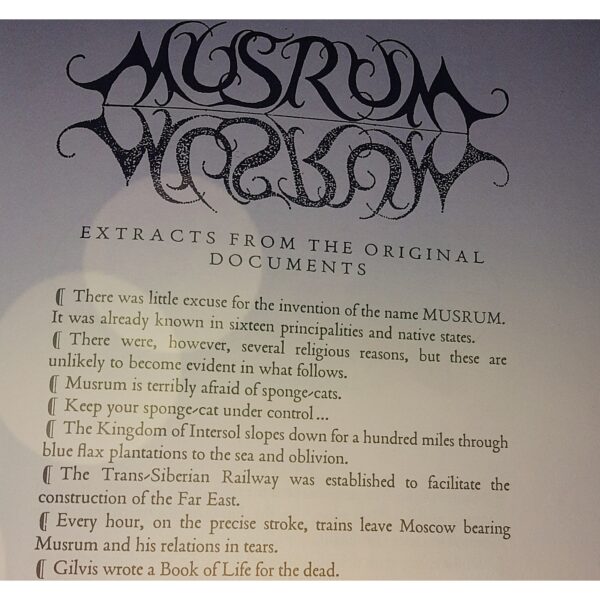 MUSRUM
EXTRACTS FROM THE ORIGINAL
DOCUMENTS
⸿ There was little excuse for the invention of the name MUSRUM.
It was already known in sixteen principalities and native states.
⸿ There were, however, several religious reasons, but these are
unlikely to become evident in what follows.
⸿ Musrum is terribly afraid of sponge-cats.
⸿ Keep your sponge-cat under control...
⸿ The Kingdom of Intersol slopes down for a hundred miles through
blue flax plantations to the sea and oblivion.
⸿ The Trans-Siberian Railway was established to facilitate the
construction of the Far East.
⸿ Every hour, on the precise stroke, trains leave Moscow bearing
Musrum and his relations in tears.
⸿ Gilvis wrote a Book of Life for the dead.